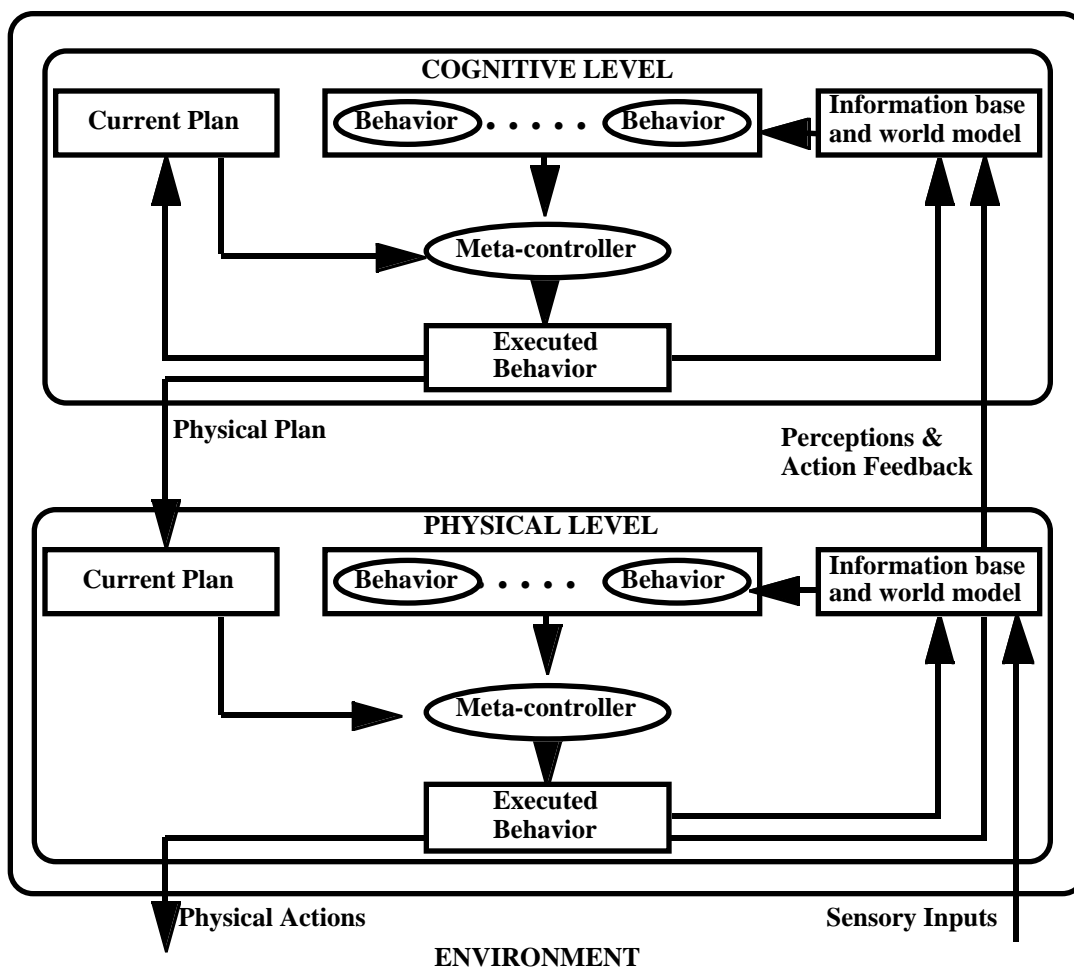 COGNITIVE LEVEL
Current Plan
Behavior . . . . . Behavior
Information base
and world model
Meta-controller
Executed
Behavior
Physical Plan
Perceptions &
Action Feedback
PHYSICAL LEVEL
Current Plan
Behavior . . . . . Behavior
Information base
and world model
Meta-controller
Executed
Behavior
Physical Actions
Sensory Inputs
ENVIRONMENT